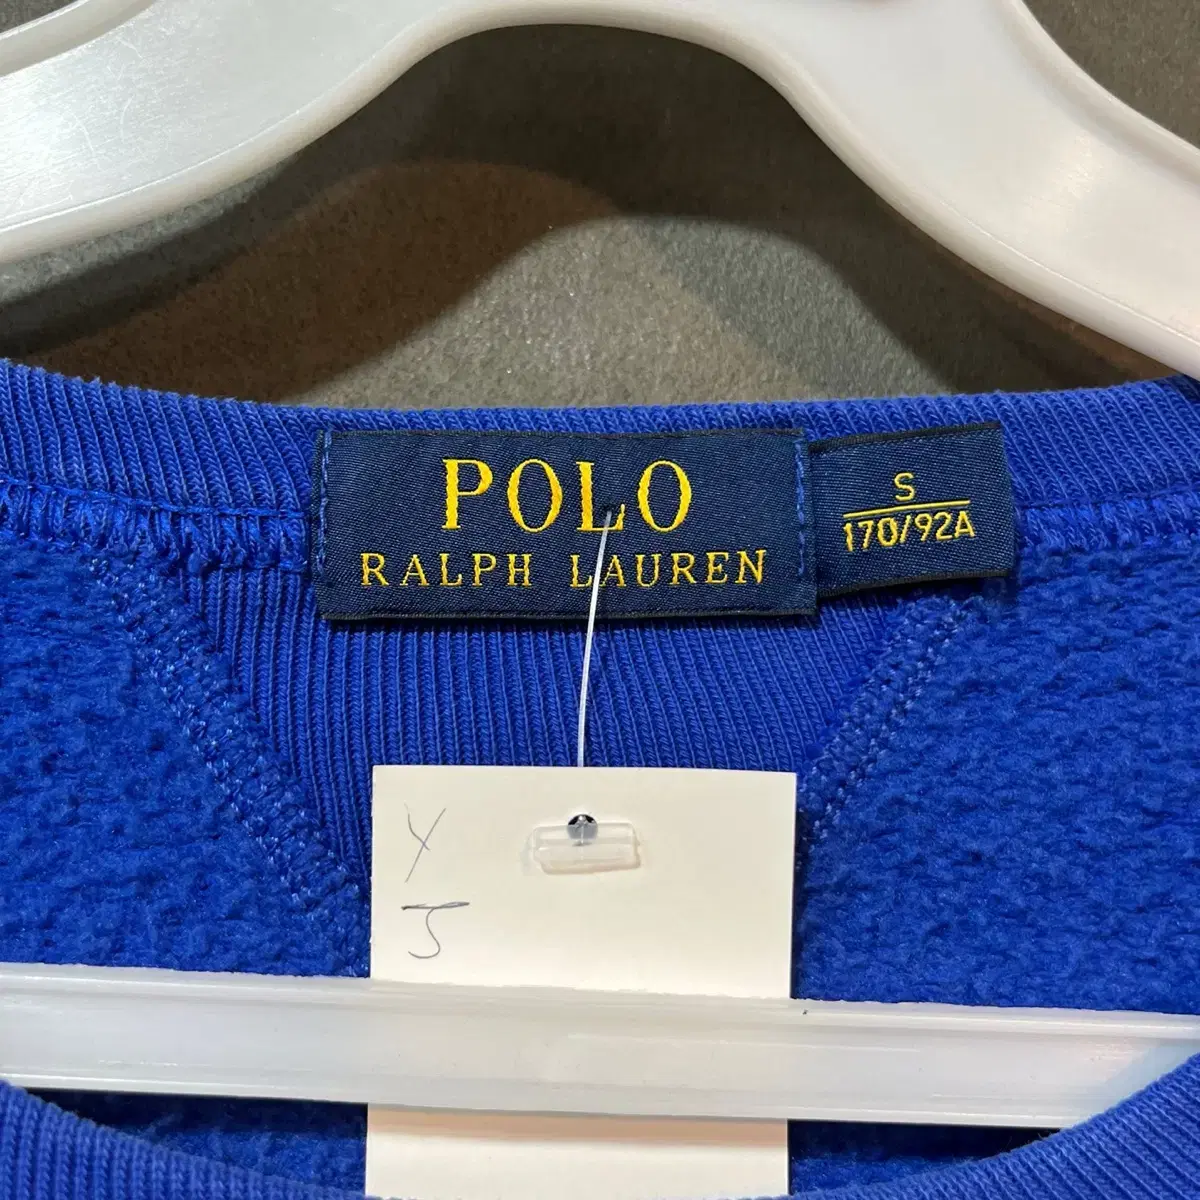 POLO
RALPH LAUREN
S
170/92A
Y
J